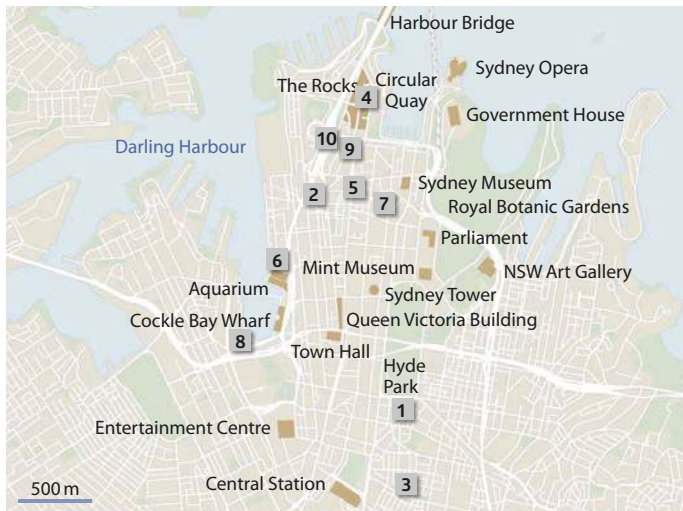 Harbour Bridge
Sydney Opera
The Rocks
Circular
Quay
4
Government House
Darling Harbour
10
9
5
2
7
Sydney Museum
Royal Botanic Gardens
Parliament
6
Mint Museum
NSW Art Gallery
Aquarium
Sydney Tower
Cockle Bay Wharf
Queen Victoria Building
8
Town Hall
Hyde
Park
1
Entertainment Centre
Central Station
3
500 m